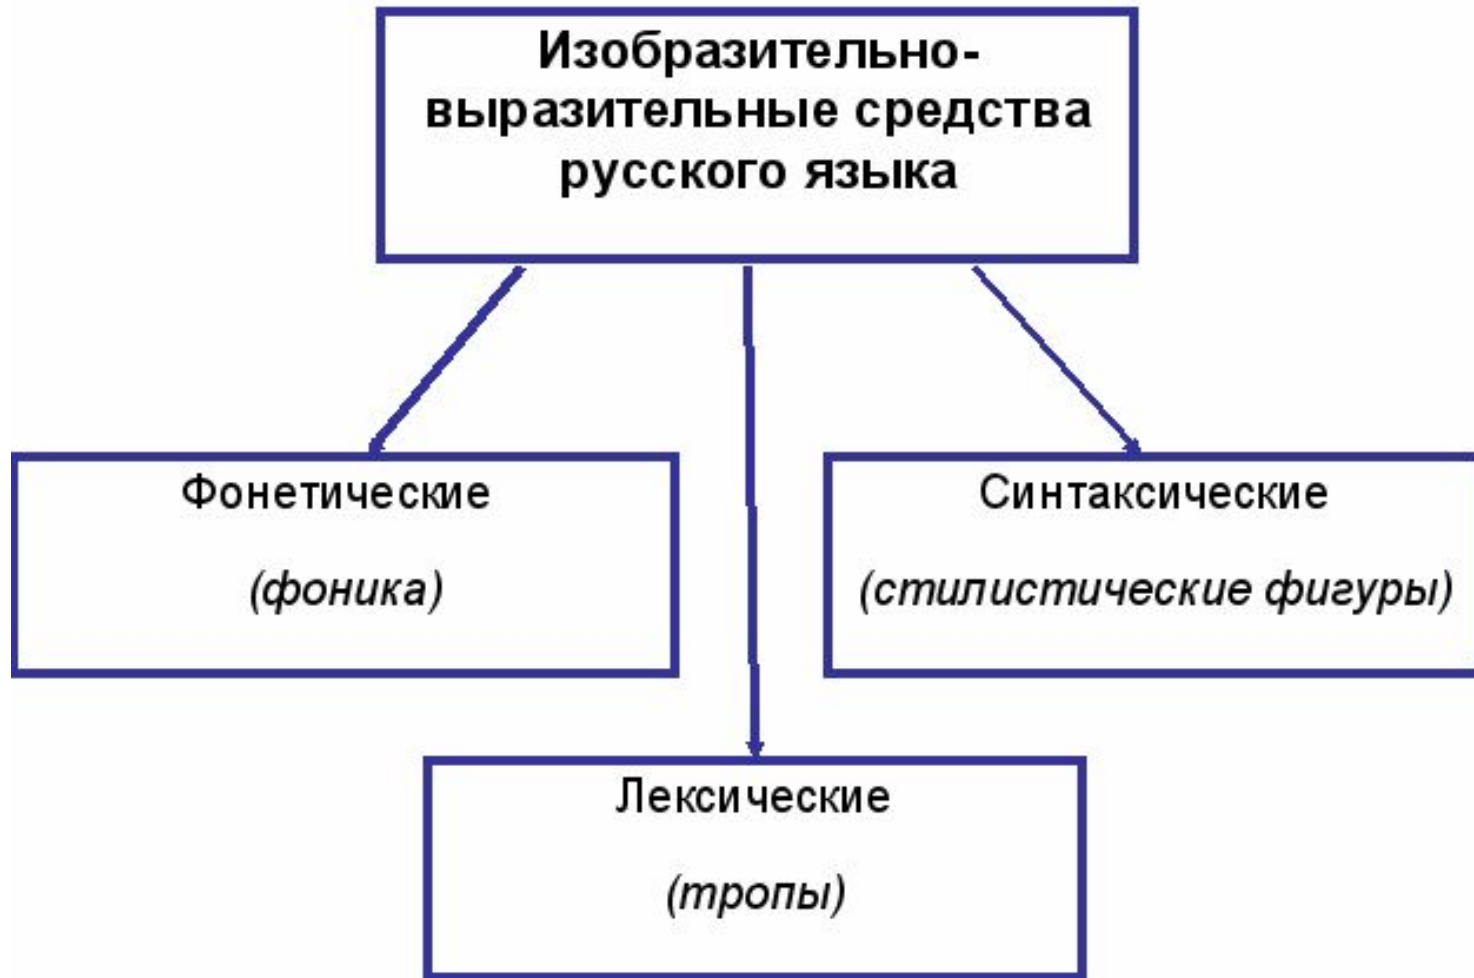 Изобразительно-
выразительные средства
русского языка
Фонетические
(фоника)
Синтаксические
(стилистические фигуры)
Лексические
(тропы)